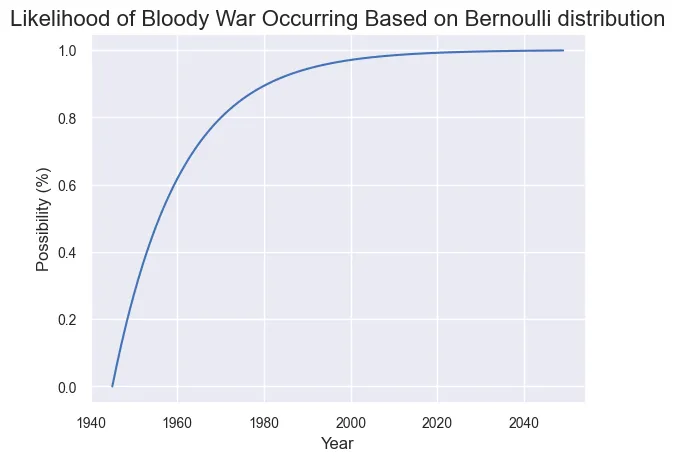 Likelihood of Bloody War Occurring Based on Bernoulli distribution
1.0
0.8
0.6
0.4
0.2
0.0
Possibility (%)
1940 1960 1980 2000 2020 2040
Year